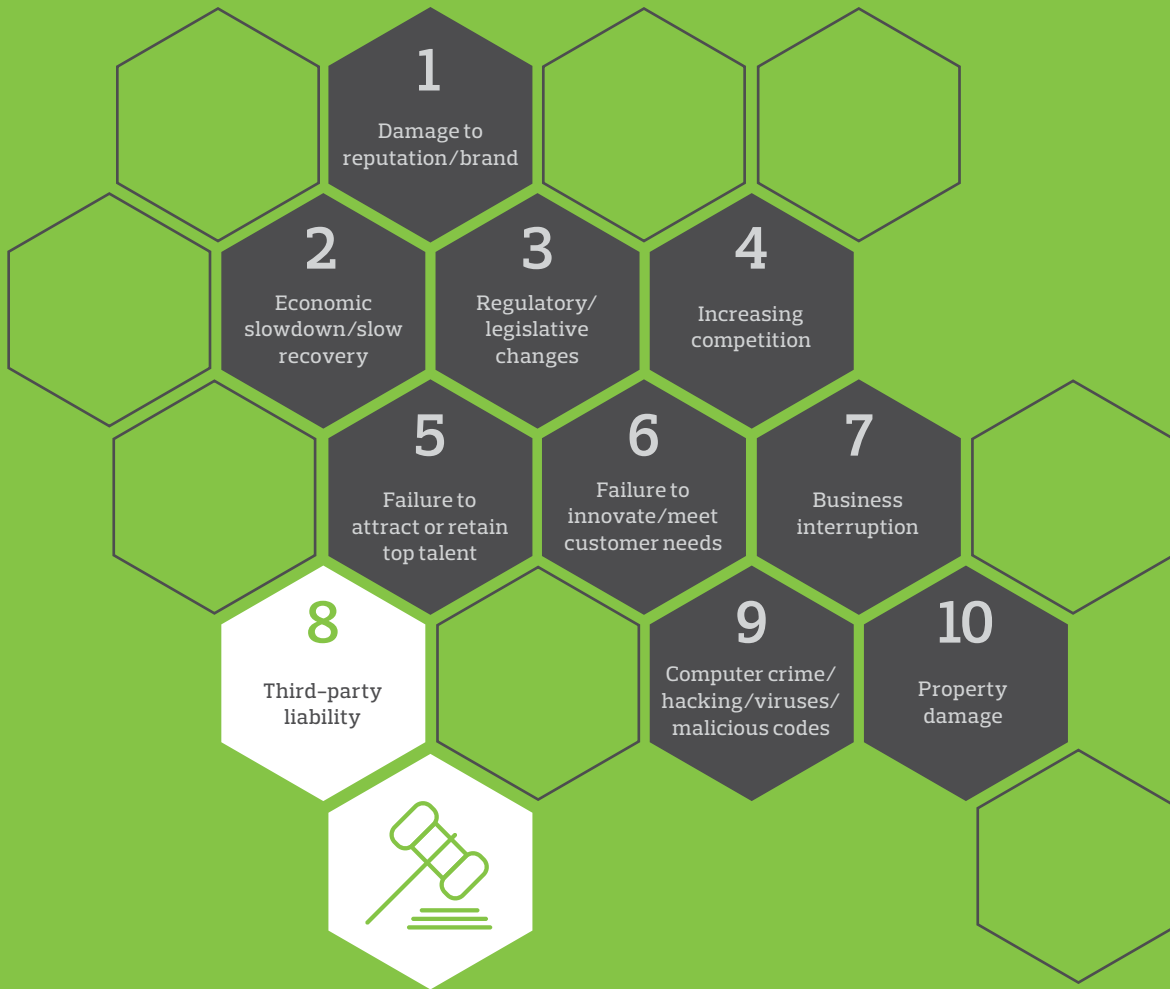 1
Damage to
reputation/brand
2
Economic
slowdown/slow
recovery
3
Regulatory/
legislative
changes
4
Increasing
competition
5
Failure to
attract or retain
top talent
6
Failure to
innovate/meet
customer needs
7
Business
interruption
8
Third-party
liability
9
Computer crime/
hacking/viruses/
malicious codes
10
Property
damage